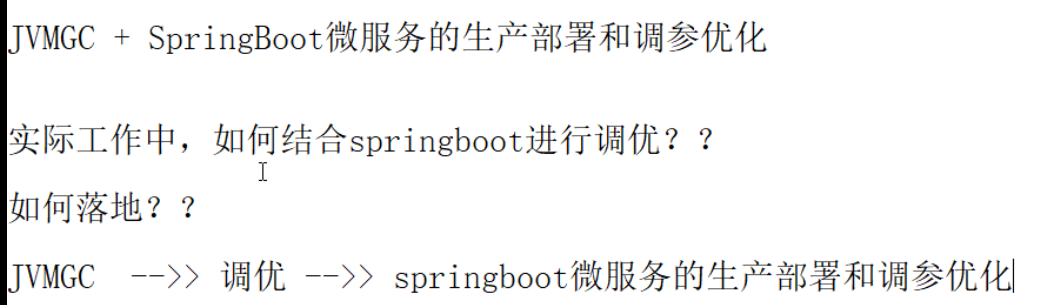 JVMGC + SpringBoot微服务的生产部署和调参优化
实际工作中，如何结合springboot进行调优？？
如何落地？？
JVMGC -->> 调优 -->> springboot微服务的生产部署和调参优化